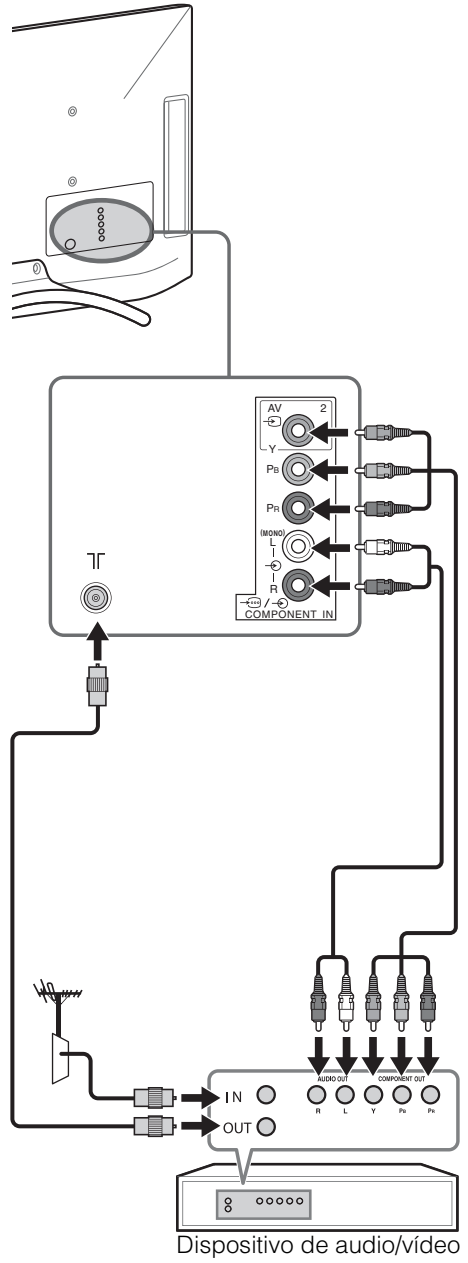 AV 2
Y
PB
PR
(MONO)
L
R
/
COMPONENT IN
IN
OUT
AUDIO OUT COMPONENT OUT
R L Y PB PR
Dispositivo de audio/vídeo